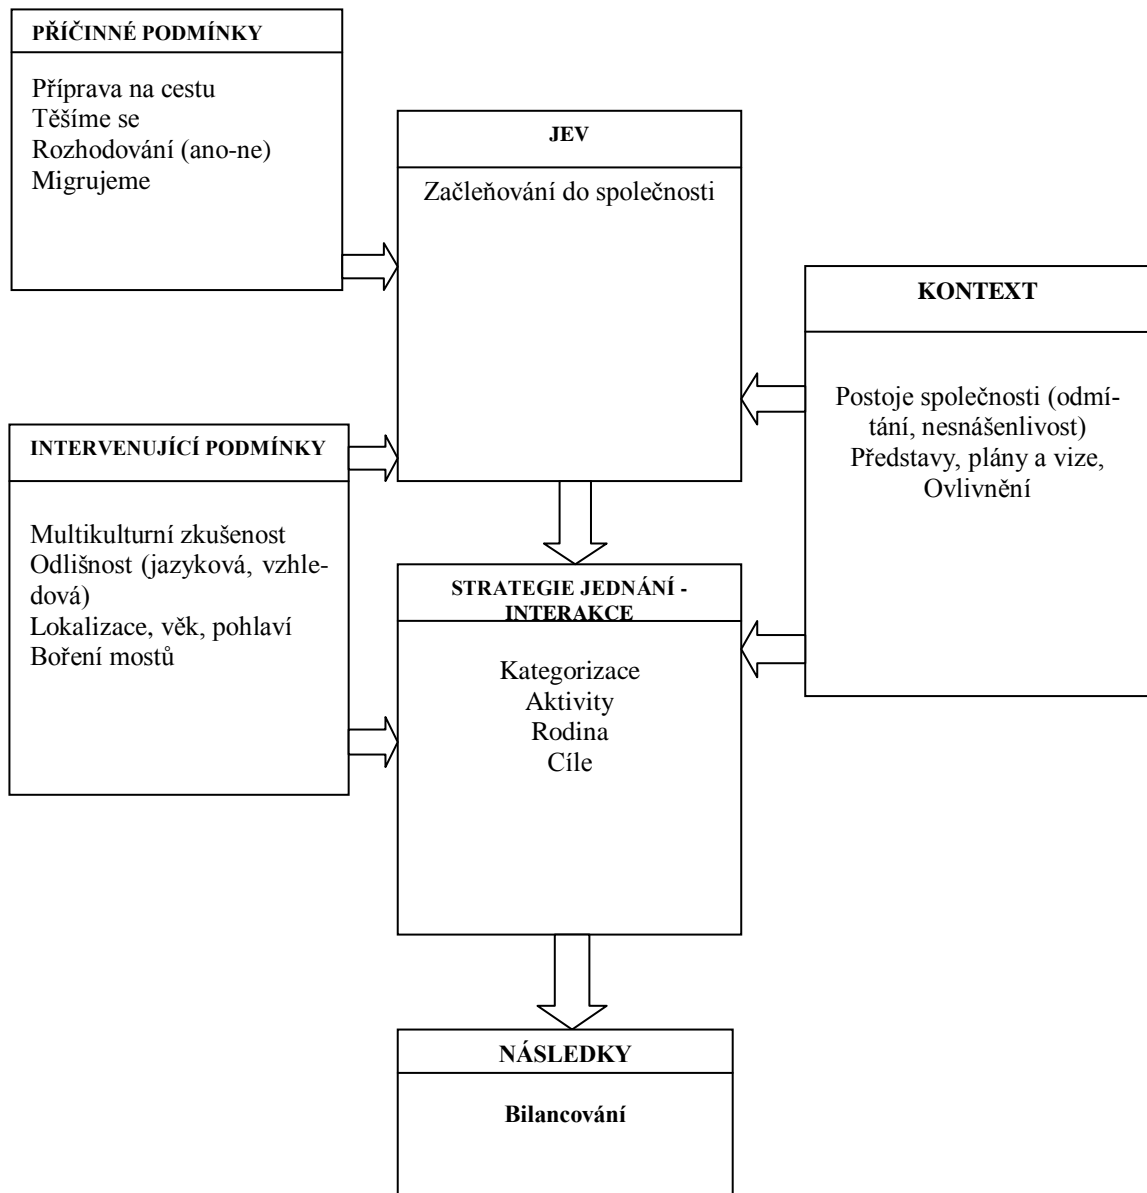 PŘÍČINNÉ PODMÍNKY
Příprava na cestu
Těšíme se
Rozhodování (ano-ne)
Migrujeme
JEV
Začleňování do společnosti
KONTEXT
Postoje společnosti (odmí-
tání, nesnášenlivost)
Představy, plány a vize,
Ovlivnění
INTERVENUJÍCÍ PODMÍNKY
Multikulturní zkušenost
Odlišnost (jazyková, vzhle-
dová)
Lokalizace, věk, pohlaví
Boření mostů
STRATEGIE JEDNÁNÍ -
INTERAKCE
Kategorizace
Aktivity
Rodina
Cíle
NÁSLEDKY
Bilancování